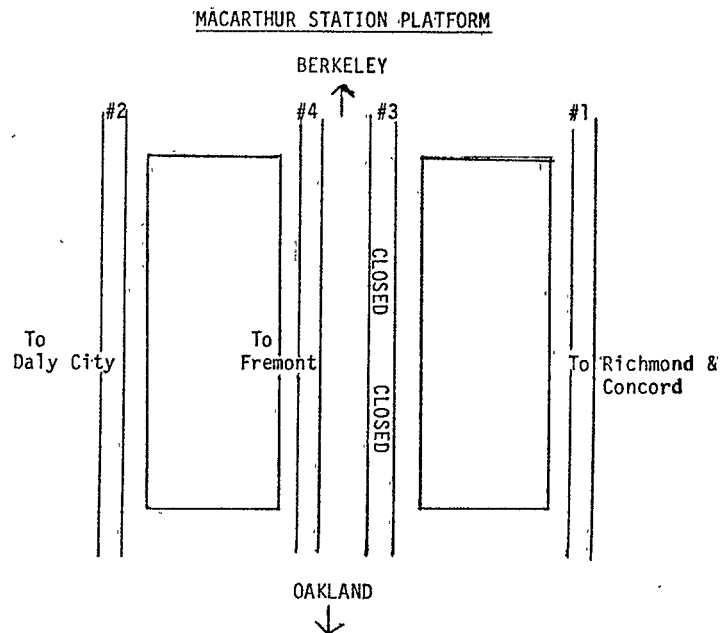 MACARTHUR STATION PLATFORM
BERKELEY
#2
#4
#3
#1
CLOSED
CLOSED
To
Daly City
To
Fremont
To Richmond &
Concord
OAKLAND